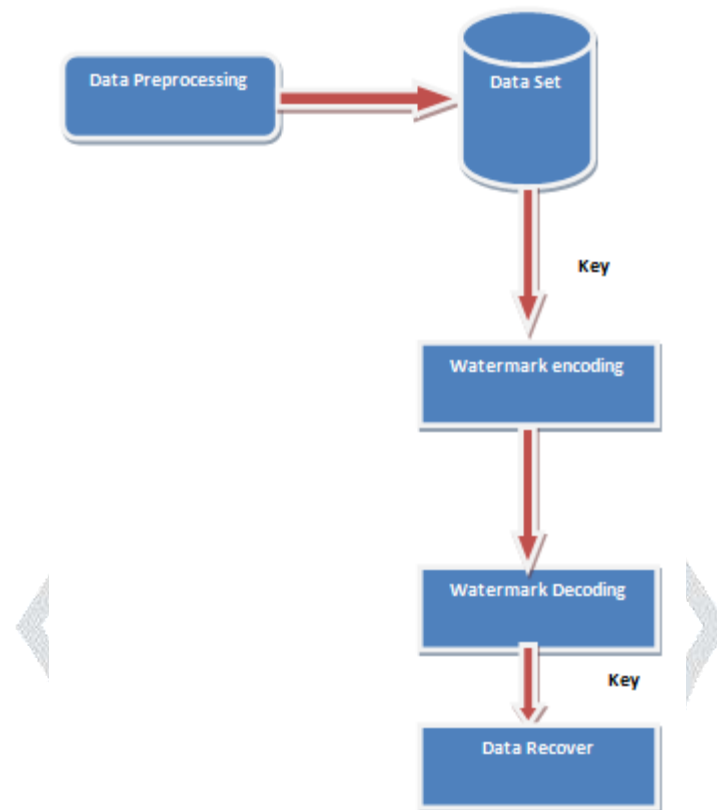 Data Preprocessing
Data Set
Key
Watermark encoding
Watermark Decoding
Key
Data Recover